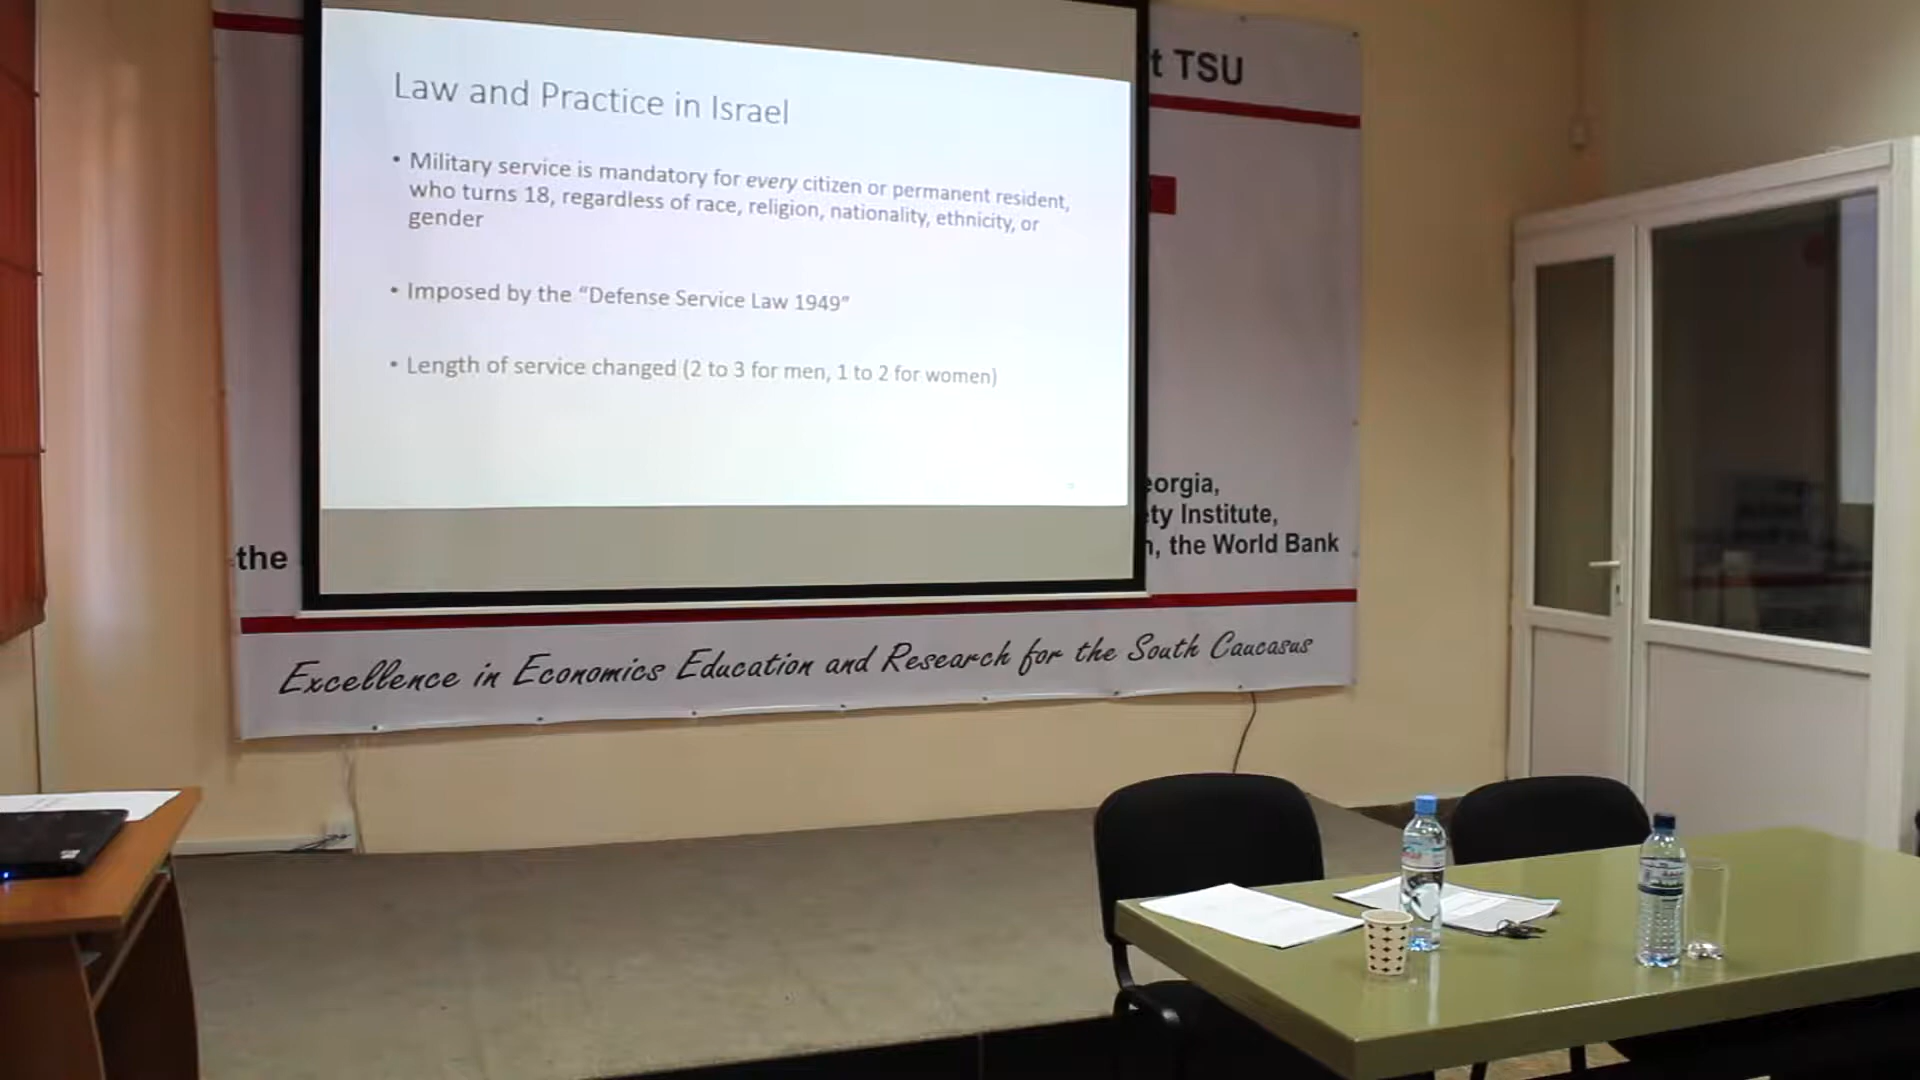 t TSU
Law and Practice in Israel
• Military service is mandatory for every citizen or permanent resident,
who turns 18, regardless of race, religion, nationality, ethnicity, or
gender
• Imposed by the “Defense Service Law 1949”
• Length of service changed (2 to 3 for men, 1 to 2 for women)
eorgia,
ty Institute,
the
n, the World Bank
Excellence in Economics Education and Research for the South Caucasus